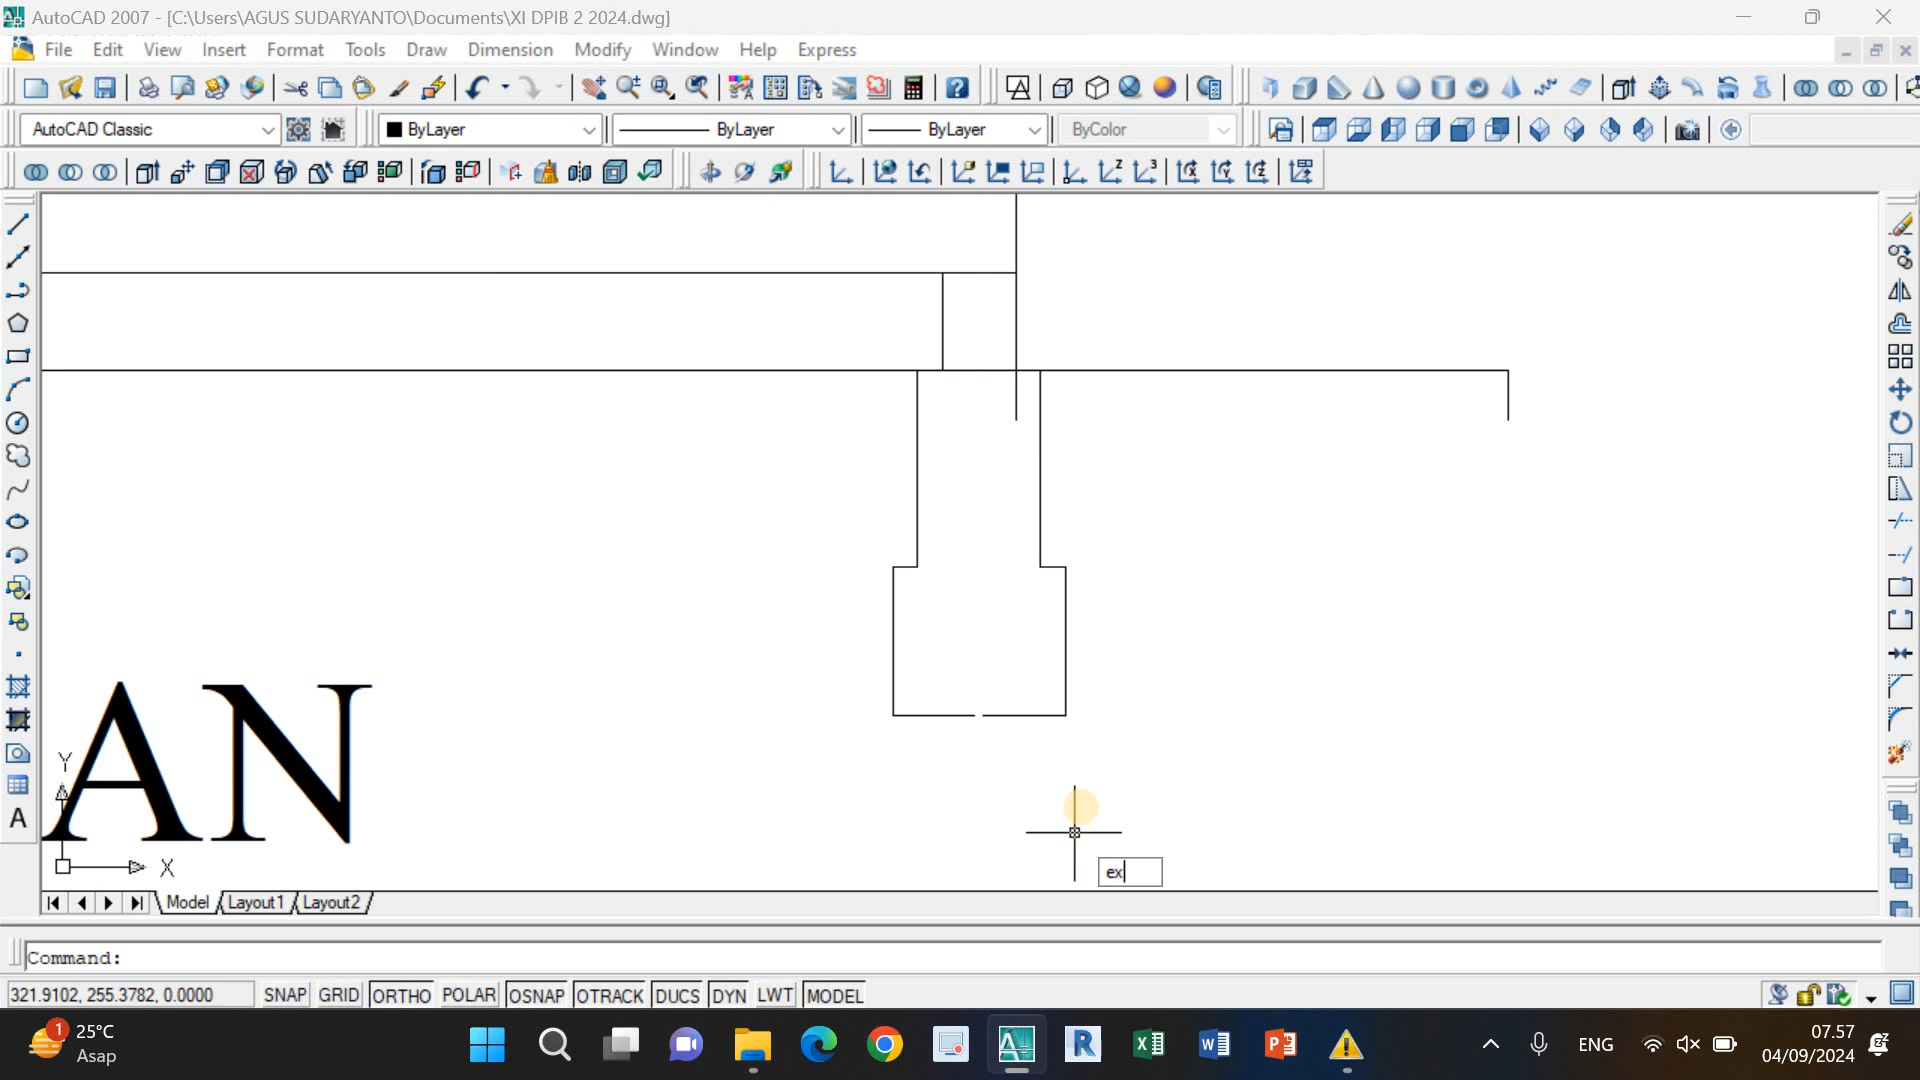 AutoCAD 2007 - [C:\Users\AGUS SUDARYANTO\Documents\XI DPIB 2 2024.dwg]
File Edit View Insert Format Tools Draw Dimension Modify Window Help Express
AutoCAD Classic ByLayer ByLayer ByLayer ByColor
AN
Y
X
ex
Model Layout1 Layout2
Command:
321.9102, 255.3782, 0.0000 SNAP GRID ORTHO POLAR OSNAP OTRACK DUCS DYN LWT MODEL
1 25°C
Asap
ENG
07.57
04/09/2024